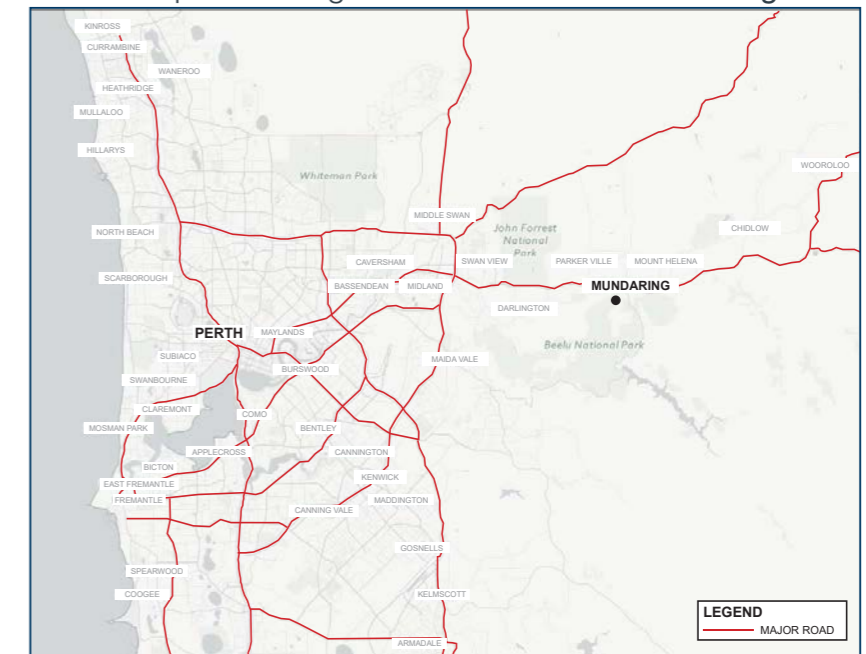 KINROSS
CURRAMBINE
WANEROO
HEATHRIDGE
MULLALOO
HILLARYS
Whiteman Park
WOOROLOO
MIDDLE SWAN
NORTH BEACH
John Forrest
National
Park
CHIDLOW
CAVERSHAM
SWAN VIEW
PARKER VILLE
MOUNT HELENA
SCARBOROUGH
BASSENDEAN
MIDLAND
MUNDARING
DARLINGTON
PERTH
MAYLANDS
Beelu National Park
SUBIACO
MAIDA VALE
BURSWOOD
SWANBOURNE
CLAREMONT
COMO
MOSMAN PARK
BENTLEY
APPLECROSS
CANNINGTON
BICTON
EAST FREMANTLE
KENWICK
FREMANTLE
MADDINGTON
CANNING VALE
GOSNELLS
SPEARWOOD
COOGEE
KELMSCOTT
LEGEND
MAJOR ROAD
ARMADALE